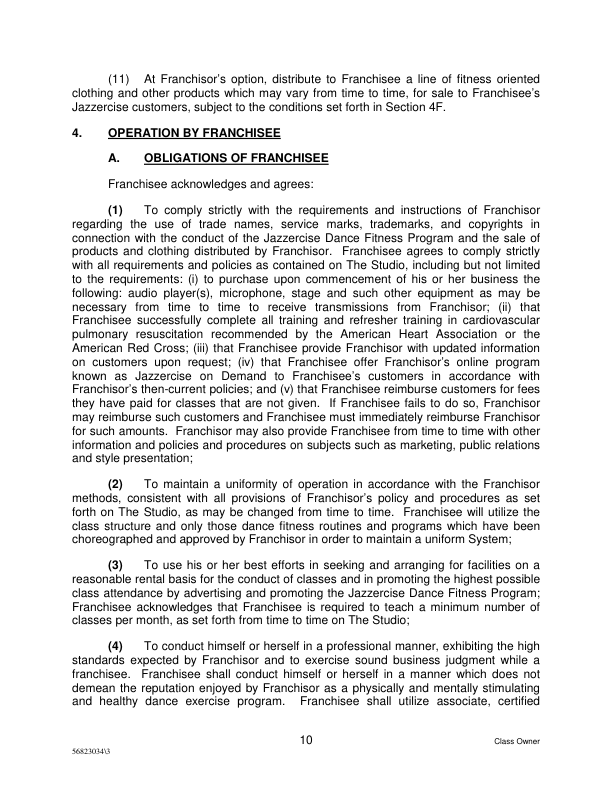 (11) At Franchisor's option, distribute to Franchisee a line of fitness oriented
clothing and other products which may vary from time to time, for sale to Franchisee's
Jazzercise customers, subject to the conditions set forth in Section 4F.
4. OPERATION BY FRANCHISEE
A. OBLIGATIONS OF FRANCHISEE
Franchisee acknowledges and agrees:
(1) To comply strictly with the requirements and instructions of Franchisor
regarding the use of trade names, service marks, trademarks, and copyrights in
connection with the conduct of the Jazzercise Dance Fitness Program and the sale of
products and clothing distributed by Franchisor. Franchisee agrees to comply strictly
with all requirements and policies as contained on The Studio, including but not limited
to the requirements: (i) to purchase upon commencement of his or her business the
following: audio player(s), microphone, stage and such other equipment as may be
necessary from time to time to receive transmissions from Franchisor; (ii) that
Franchisee successfully complete all training and refresher training in cardiovascular
pulmonary resuscitation recommended by the American Heart Association or the
American Red Cross; (iii) that Franchisee provide Franchisor with updated information
on customers upon request; (iv) that Franchisee offer Franchisor's online program
known as Jazzercise on Demand to Franchisee's customers in accordance with
Franchisor's then-current policies; and (v) that Franchisee reimburse customers for fees
they have paid for classes that are not given. If Franchisee fails to do so, Franchisor
may reimburse such customers and Franchisee must immediately reimburse Franchisor
for such amounts. Franchisor may also provide Franchisee from time to time with other
information and policies and procedures on subjects such as marketing, public relations
and style presentation;
(2) To maintain a uniformity of operation in accordance with the Franchisor
methods, consistent with all provisions of Franchisor's policy and procedures as set
forth on The Studio, as may be changed from time to time. Franchisee will utilize the
class structure and only those dance fitness routines and programs which have been
choreographed and approved by Franchisor in order to maintain a uniform System;
(3) To use his or her best efforts in seeking and arranging for facilities on a
reasonable rental basis for the conduct of classes and in promoting the highest possible
class attendance by advertising and promoting the Jazzercise Dance Fitness Program;
Franchisee acknowledges that Franchisee is required to teach a minimum number of
classes per month, as set forth from time to time on The Studio;
(4) To conduct himself or herself in a professional manner, exhibiting the high
standards expected by Franchisor and to exercise sound business judgment while a
franchisee. Franchisee shall conduct himself or herself in a manner which does not
demean the reputation enjoyed by Franchisor as a physically and mentally stimulating
and healthy dance exercise program. Franchisee shall utilize associate, certified
10
Class Owner
56823034\3